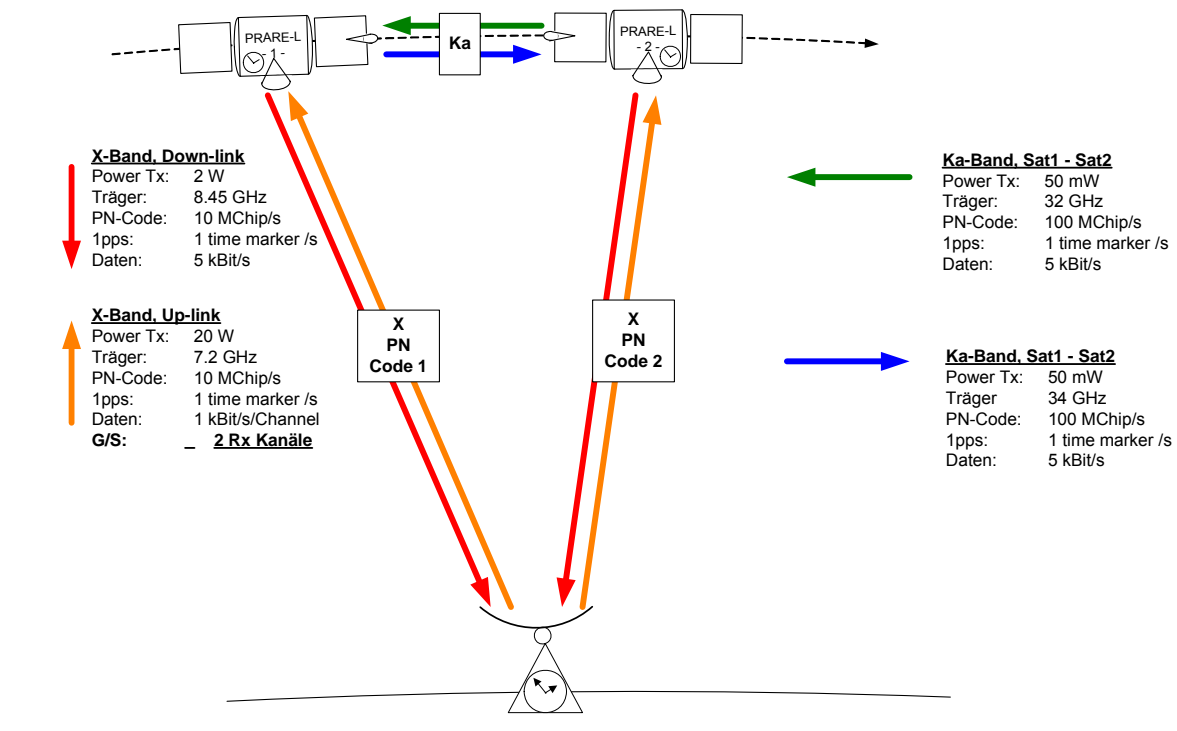 PRARE-L
- 1 -
PRARE-L
- 2 -
Ka
X-Band, Down-link
Power Tx: 2 W
Träger: 8.45 GHz
PN-Code: 10 MChip/s
1pps: 1 time marker /s
Daten: 5 kBit/s
X-Band, Up-link
Power Tx: 20 W
Träger: 7.2 GHz
PN-Code: 10 MChip/s
1pps: 1 time marker /s
Daten: 1 kBit/s/Channel
G/S: _ 2 Rx Kanäle
X
PN
Code 1
X
PN
Code 2
Ka-Band, Sat1 - Sat2
Power Tx: 50 mW
Träger: 32 GHz
PN-Code: 100 MChip/s
1pps: 1 time marker /s
Daten: 5 kBit/s
Ka-Band, Sat1 - Sat2
Power Tx: 50 mW
Träger 34 GHz
PN-Code: 100 MChip/s
1pps: 1 time marker /s
Daten: 5 kBit/s